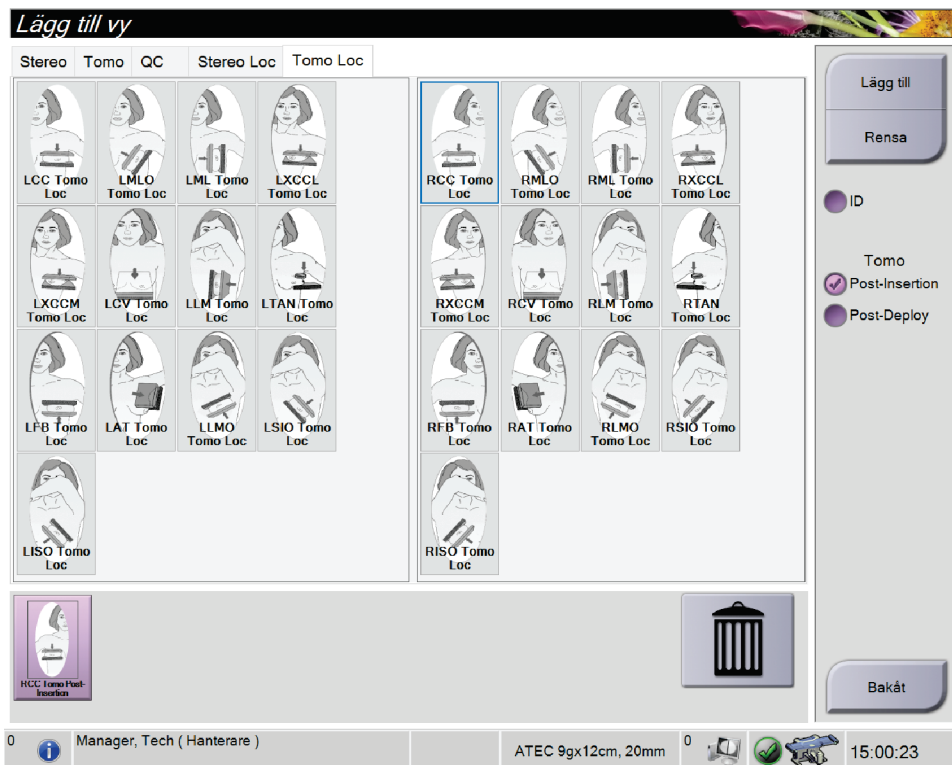 Lägg till vy
Stereo Tomo QC Stereo Loc Tomo Loc
LCC Tomo Loc
LMLO Tomo Loc
LML Tomo Loc
LXCCL Tomo Loc
LXCCM Tomo Loc
LCV Tomo Loc
LLM Tomo Loc
LTAN Tomo Loc
LFB Tomo Loc
LAT Tomo Loc
LLMO Tomo Loc
LSIO Tomo Loc
LISO Tomo Loc
RCC Tomo Loc
RMLO Tomo Loc
RML Tomo Loc
RXCCL Tomo Loc
RXCCM Tomo Loc
RCV Tomo Loc
RLM Tomo Loc
RTAN Tomo Loc
RFB Tomo Loc
RAT Tomo Loc
RLMO Tomo Loc
RSIO Tomo Loc
RISO Tomo Loc
Lägg till
Rensa
ID
Tomo
Post-Insertion
Post-Deploy
RCC Tomo Post-
Insertion
Bakåt
0 Manager, Tech ( Hanterare ) ATEC 9gx12cm, 20mm 0 15:00:23